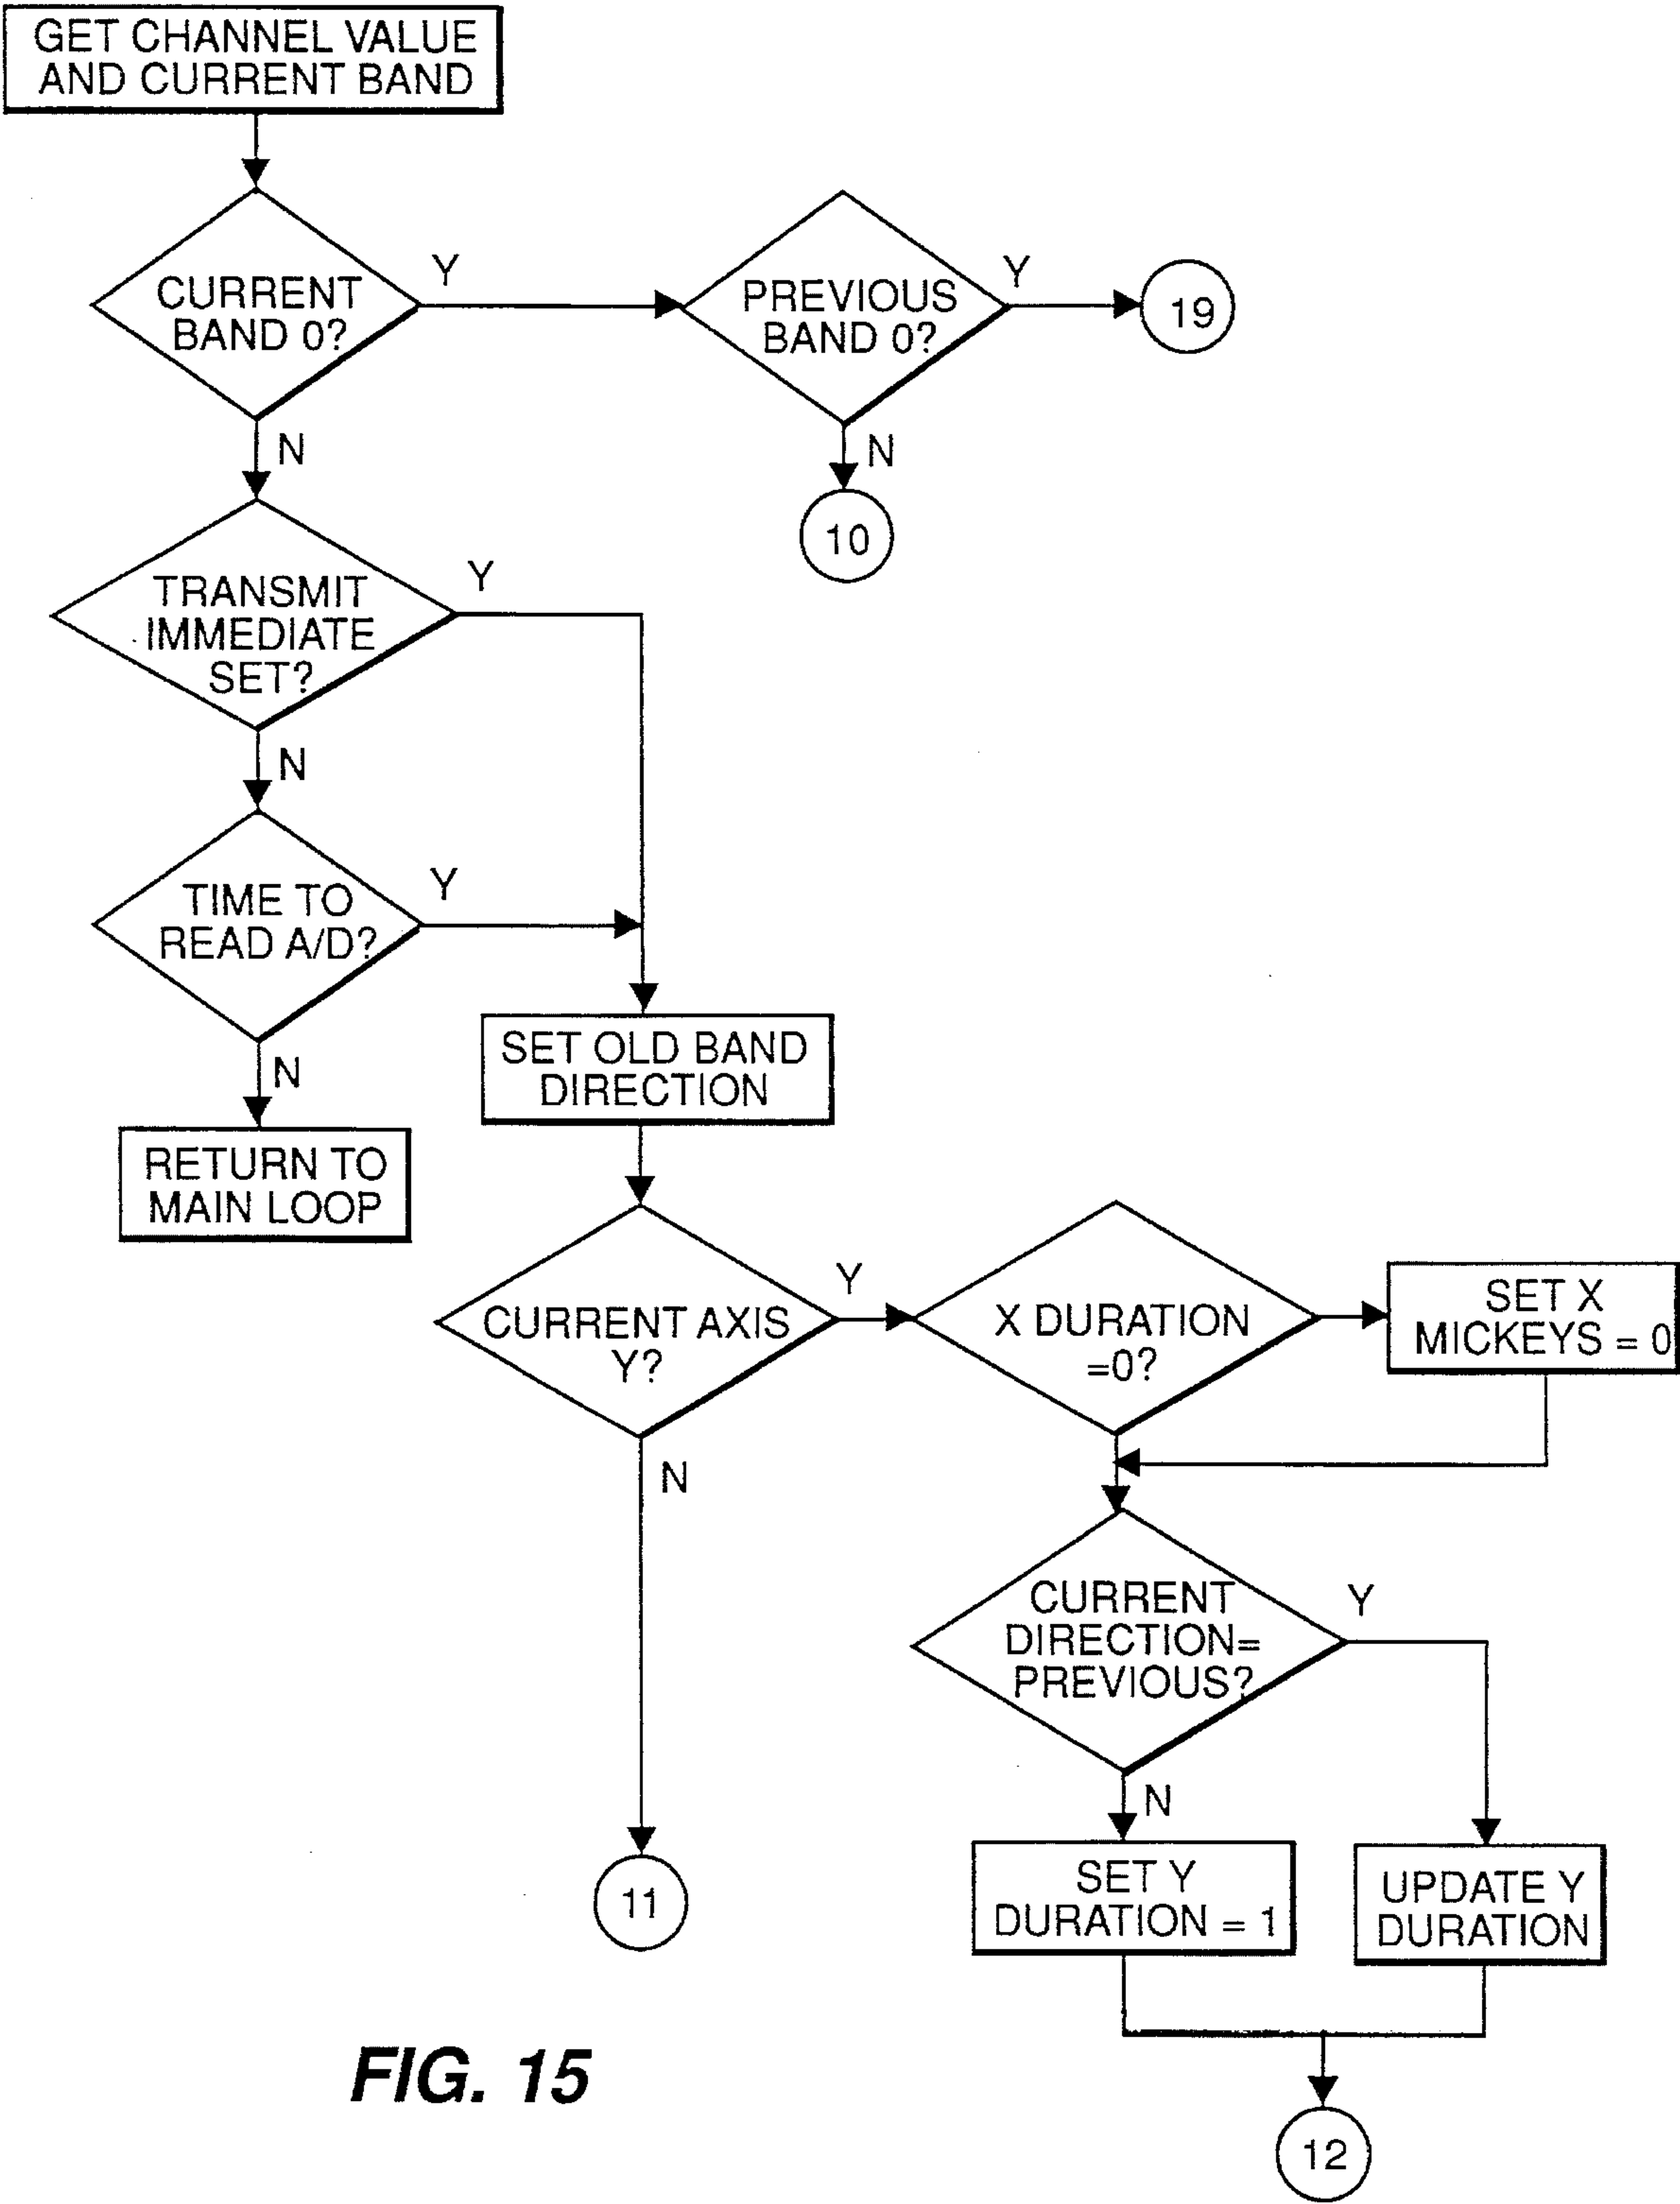 GET CHANNEL VALUE
AND CURRENT BAND
CURRENT
BAND 0?
Y
PREVIOUS
BAND 0?
Y
19
N
N
10
TRANSMIT
IMMEDIATE
SET?
Y
N
TIME TO
READ A/D?
Y
N
SET OLD BAND
DIRECTION
RETURN TO
MAIN LOOP
CURRENT AXIS
Y?
Y
X DURATION
=0?
SET X
MICKEYS = 0
N
CURRENT
DIRECTION=
PREVIOUS?
Y
N
SET Y
DURATION = 1
UPDATE Y
DURATION
11
12
FIG. 15